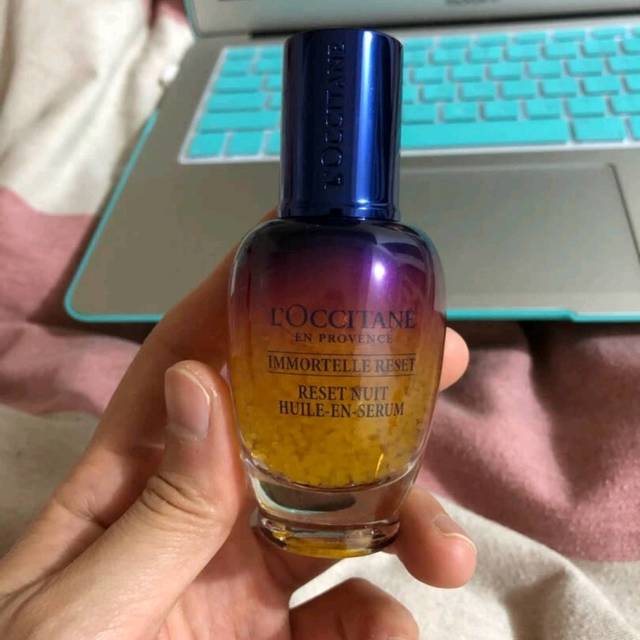 L'OCCITANE
L'OCCITANE
EN PROVENCE
IMMORTELLE RESET
RESET NUIT
HUILE-EN-SERUM